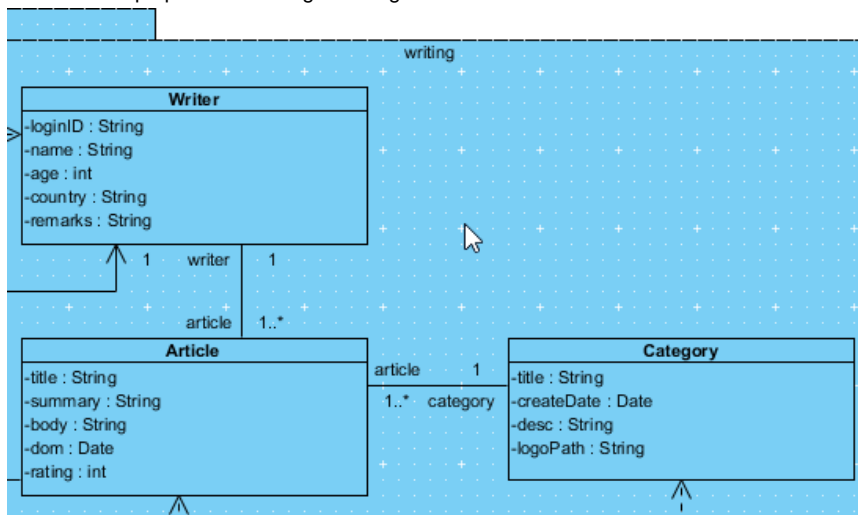 writing
Writer
-loginID : String
-name : String
-age : int
-country : String
-remarks : String
1 writer 1
article 1..*
Article
-title : String
-summary : String
-body : String
-dom : Date
-rating : int
article 1
1..* category
Category
-title : String
-createDate : Date
-desc : String
-logoPath : String